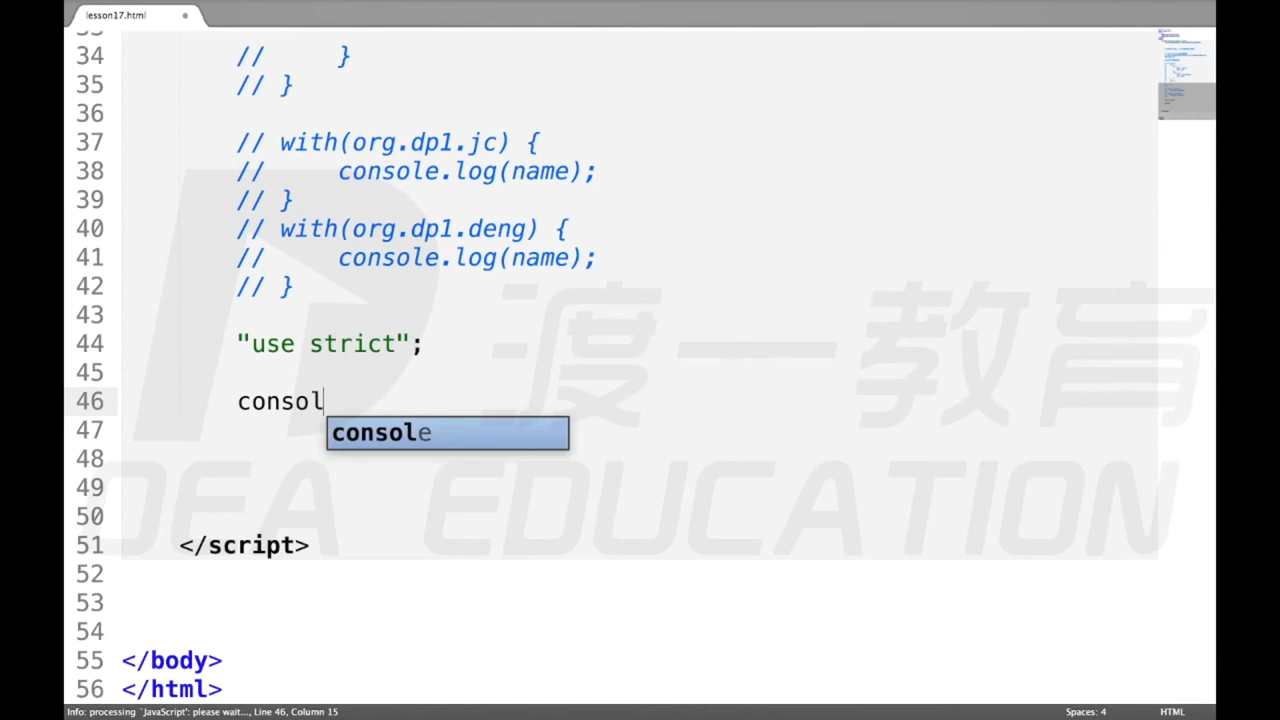 lesson17.html
34 //     }
35 // }
36
37 // with(org.dp1.jc) {
38 //     console.log(name);
39 // }
40 // with(org.dp1.deng) {
41 //     console.log(name);
42 // }
43
44 "use strict";
45
46 consol
console
47
48
49
50
51 </script>
52
53
54
55 </body>
56 </html>
渡一教育
DFA EDUCATION
Info: processing `JavaScript': please wait..., Line 46, Column 15 Spaces: 4 HTML